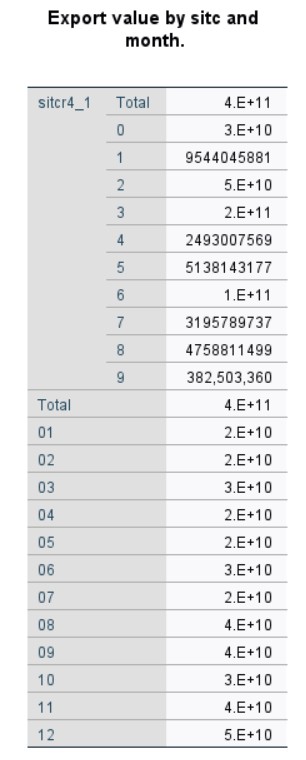 Export value by sitc and
month.
sitcr4_1 Total 4.E+11
0 3.E+10
1 9544045881
2 5.E+10
3 2.E+11
4 2493007569
5 5138143177
6 1.E+11
7 3195789737
8 4758811499
9 382,503,360
Total 4.E+11
01 2.E+10
02 2.E+10
03 3.E+10
04 2.E+10
05 2.E+10
06 3.E+10
07 2.E+10
08 4.E+10
09 4.E+10
10 3.E+10
11 4.E+10
12 5.E+10